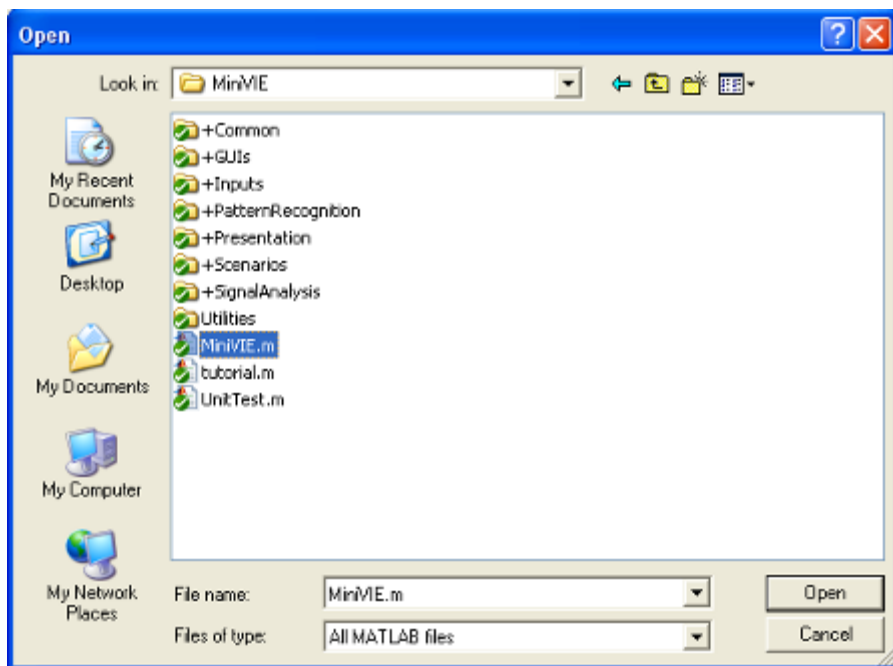 Open
Look in: MiniVIE
My Recent
Documents
Desktop
My Documents
My Computer
My Network
Places
+Common
+GUIs
+Inputs
+PatternRecognition
+Presentation
+Scenarios
+SignalAnalysis
Utilities
MiniVIE.m
tutorial.m
UnitTest.m
File name: MiniVIE.m Open
Files of type: All MATLAB files Cancel